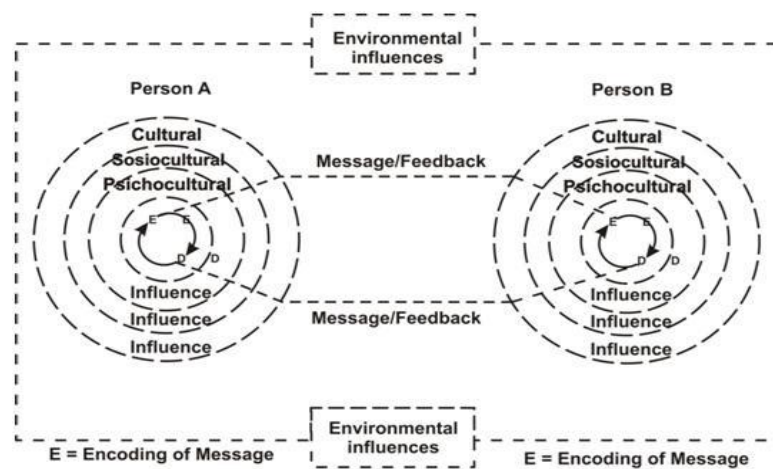 Environmental
influences
Person A
Person B
Cultural
Sosiocultural
Psichocultural
E E
D D
Influence
Influence
Influence
Message/Feedback
Message/Feedback
Cultural
Sosiocultural
Psichocultural
E E
D D
Influence
Influence
Influence
Environmental
influences
E = Encoding of Message
E = Encoding of Message